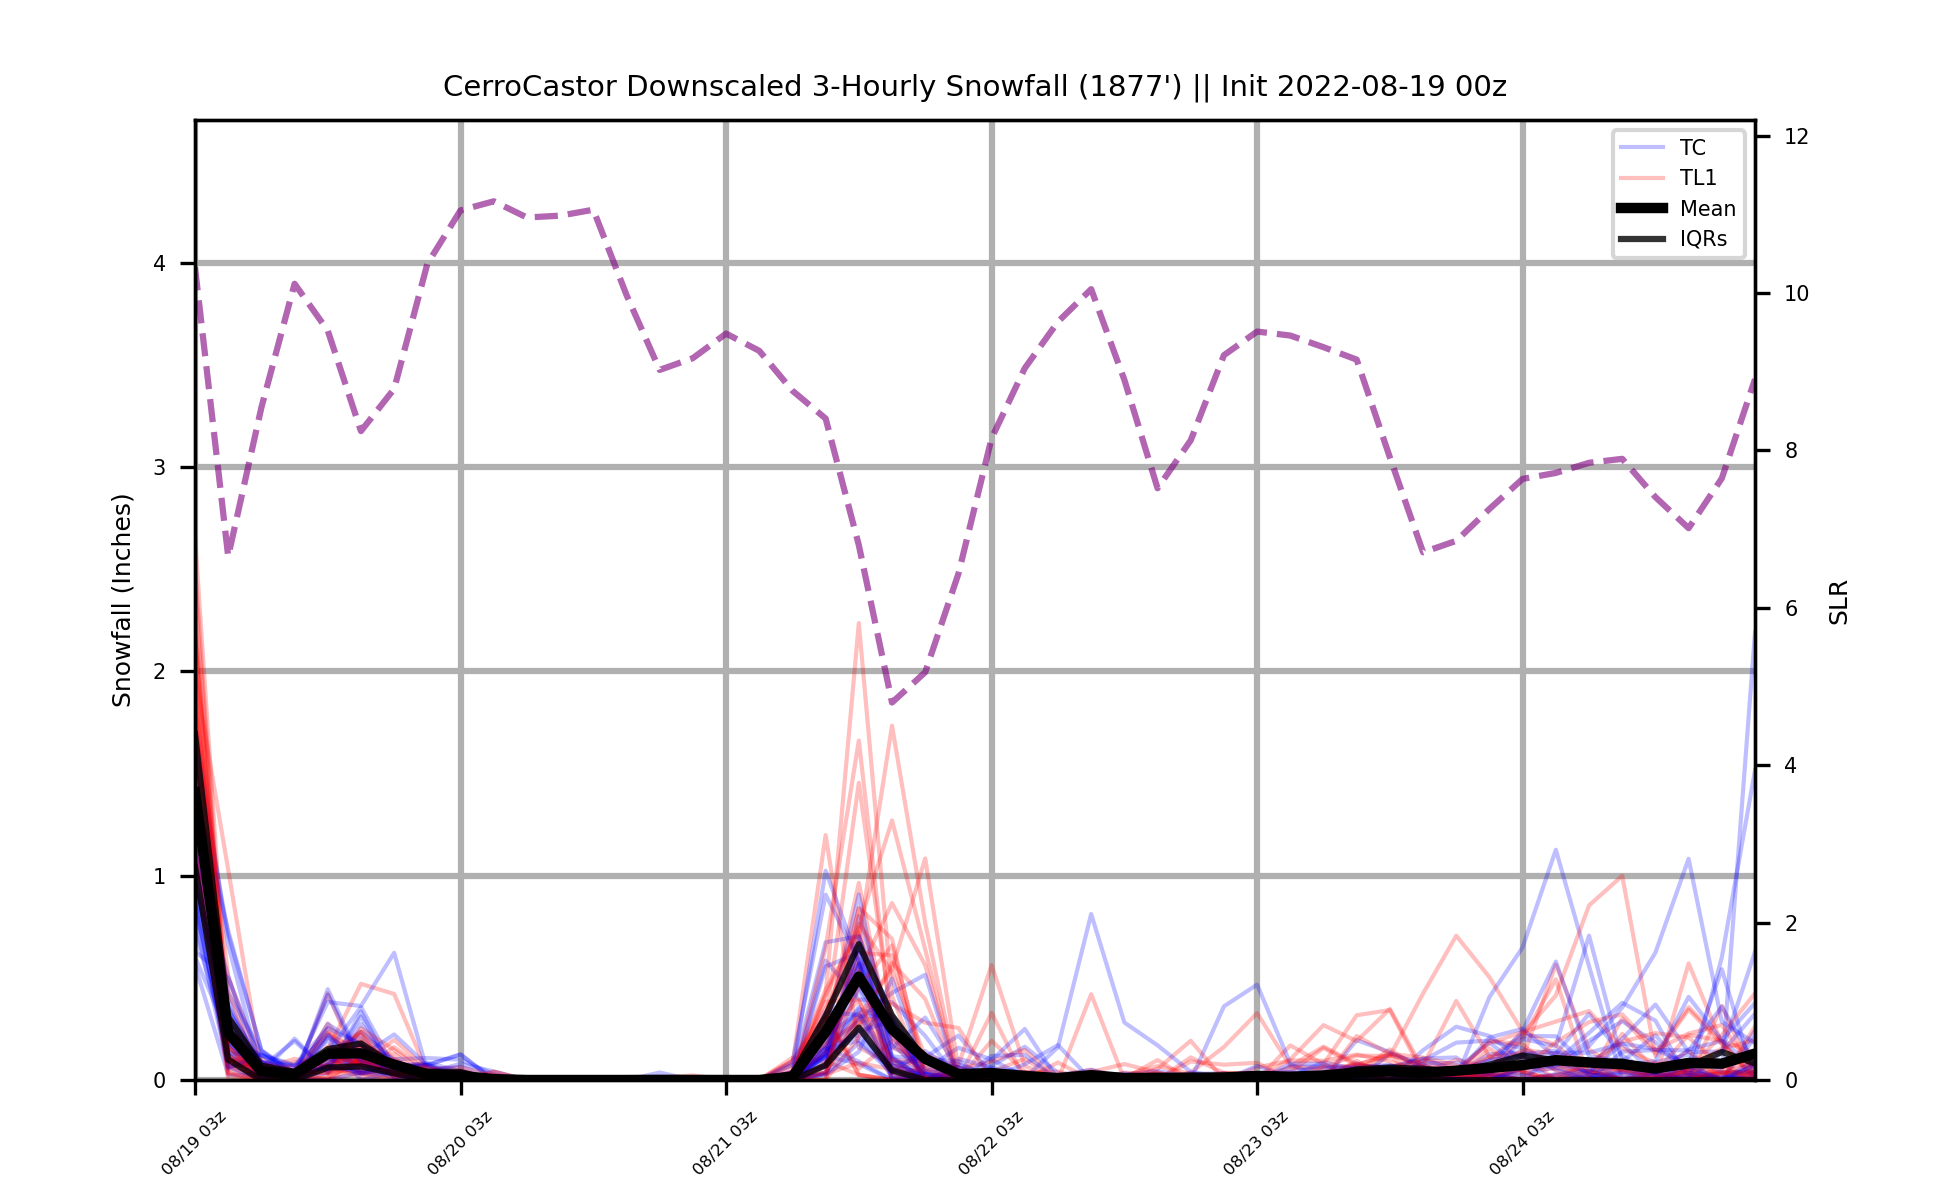 CerroCastor Downscaled 3-Hourly Snowfall (1877') || Init 2022-08-19 00z
TC
TL1
Mean
IQRs
Snowfall (Inches)
4
3
2
1
0
SLR
12
10
8
6
4
2
0
08/19 03z
08/20 03z
08/21 03z
08/22 03z
08/23 03z
08/24 03z